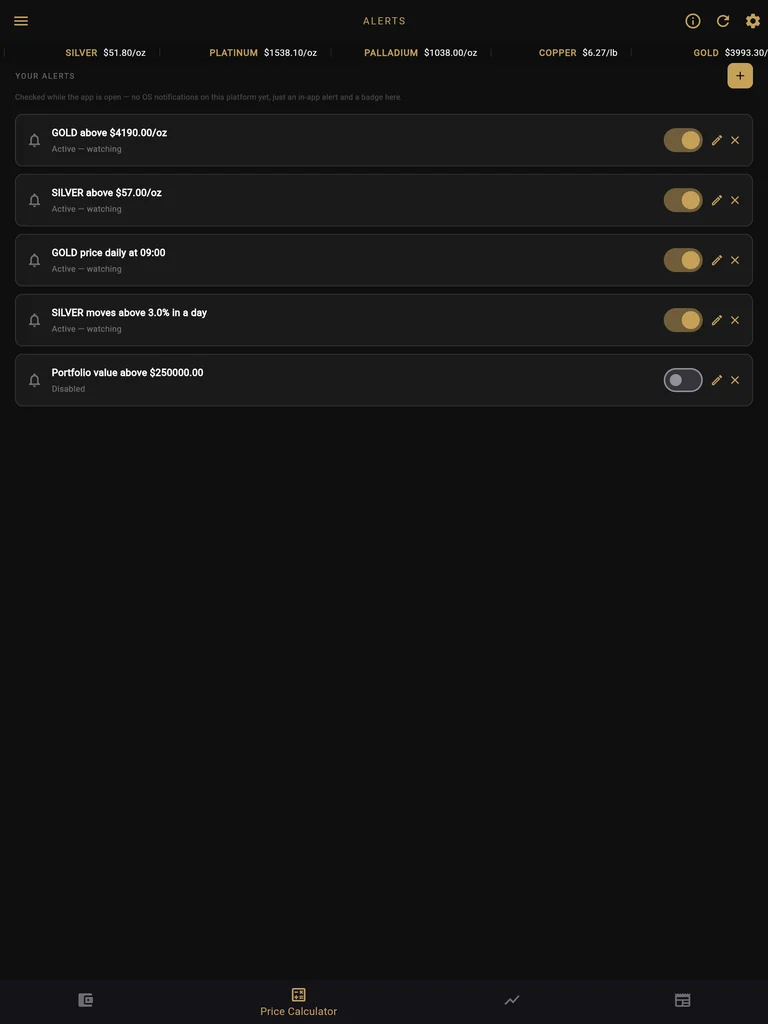 ALERTS
SILVER $51.80/oz PLATINUM $1538.10/oz PALLADIUM $1038.00/oz COPPER $6.27/lb GOLD $3993.30/
YOUR ALERTS
Checked while the app is open — no OS notifications on this platform yet, just an in-app alert and a badge here.
GOLD above $4190.00/oz
Active — watching
SILVER above $57.00/oz
Active — watching
GOLD price daily at 09:00
Active — watching
SILVER moves above 3.0% in a day
Active — watching
Portfolio value above $250000.00
Disabled
Price Calculator